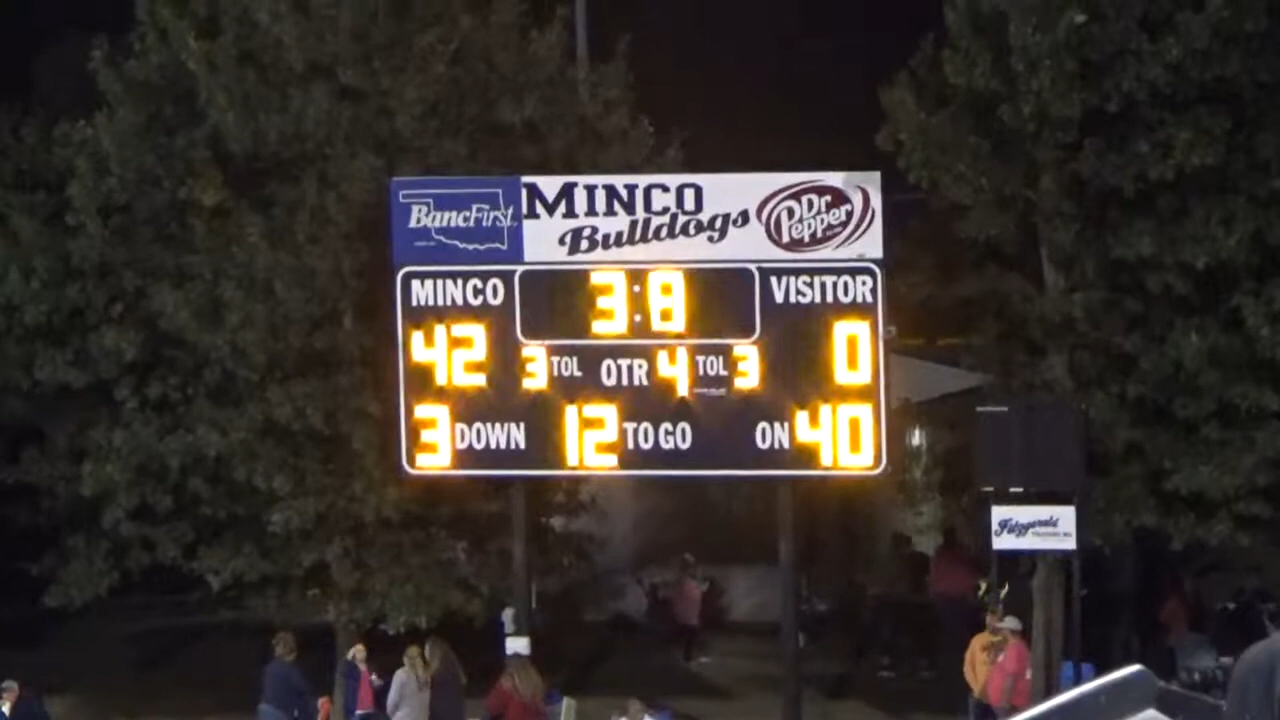 BancFirst
MINCO
Bulldogs
Dr
Pepper
MINCO
3:8
VISITOR
42
3 TOL
QTR 4
TOL 3
0
3 DOWN
12 TO GO
ON 40
Fitzgerald